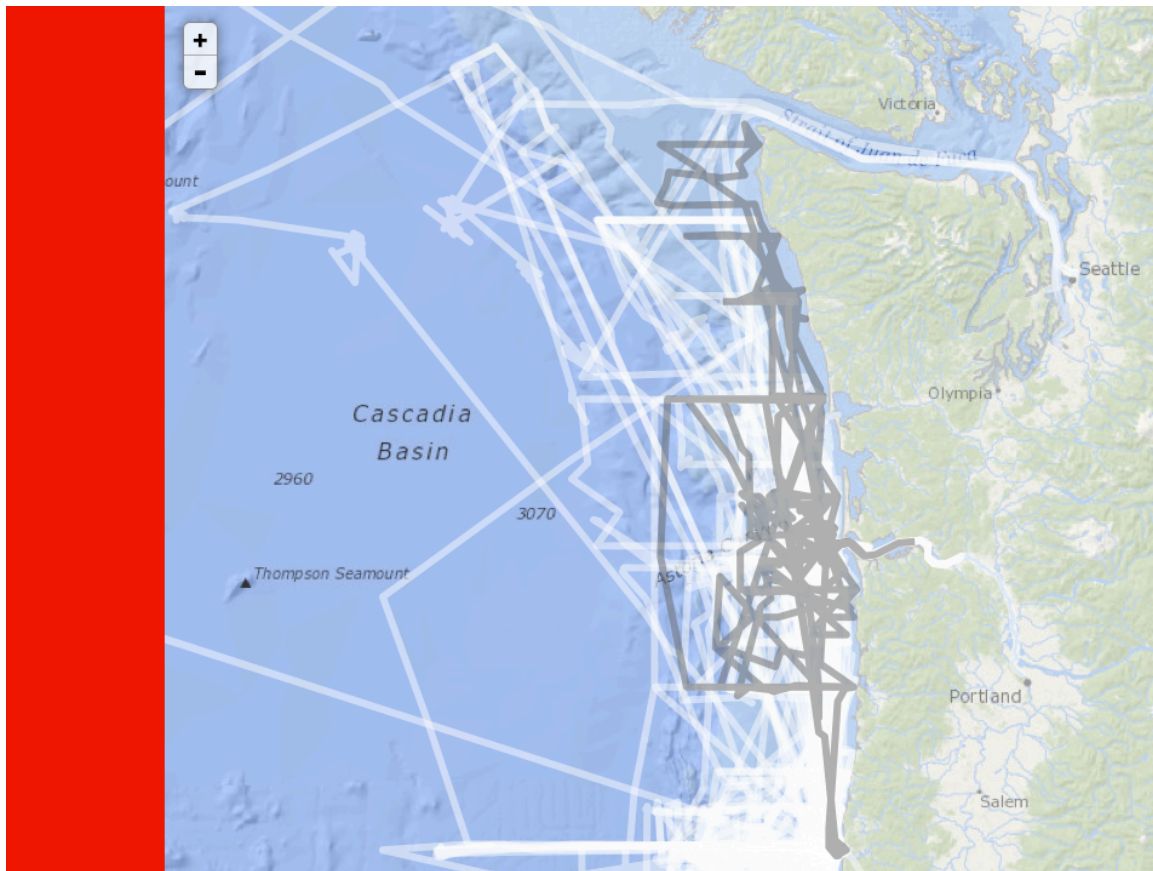 +
-
Victoria
Strait of Juan de Fuca
ount
Seattle
Olympia
Cascadia
Basin
2960
3070
Thompson Seamount
Portland
Salem